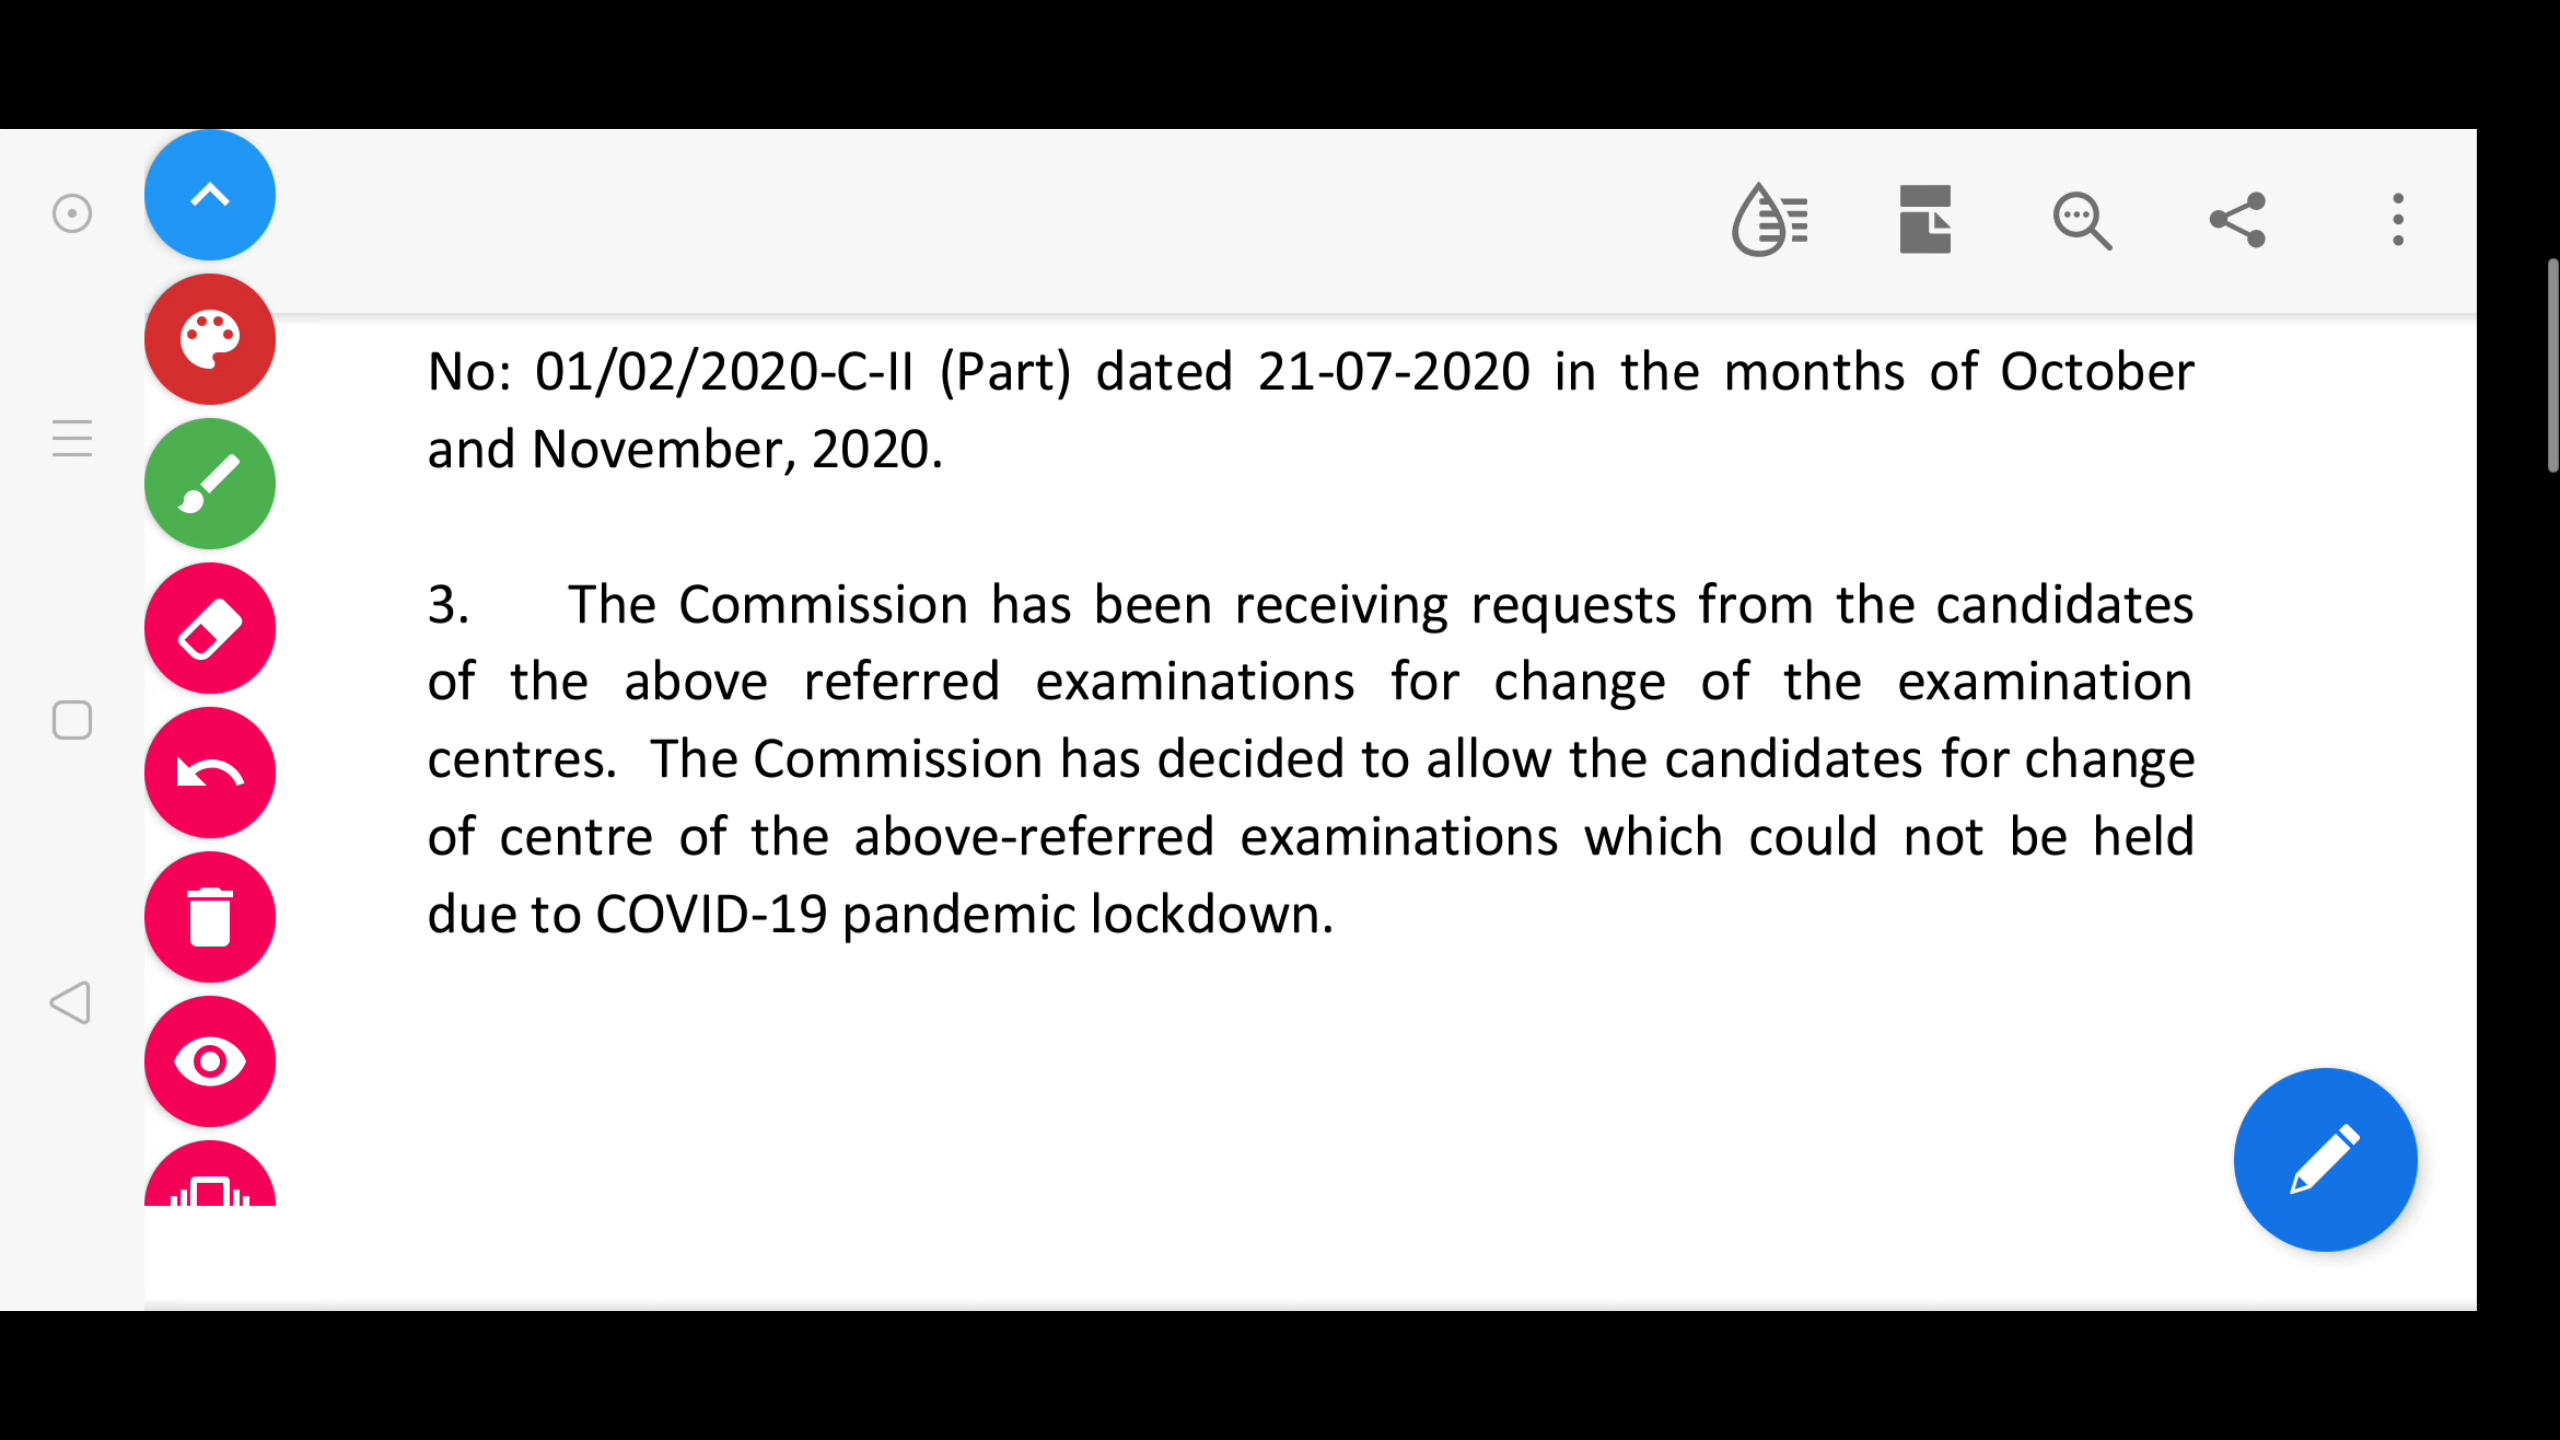 No: 01/02/2020-C-II (Part) dated 21-07-2020 in the months of October
and November, 2020.
3. The Commission has been receiving requests from the candidates
of the above referred examinations for change of the examination
centres. The Commission has decided to allow the candidates for change
of centre of the above-referred examinations which could not be held
due to COVID-19 pandemic lockdown.